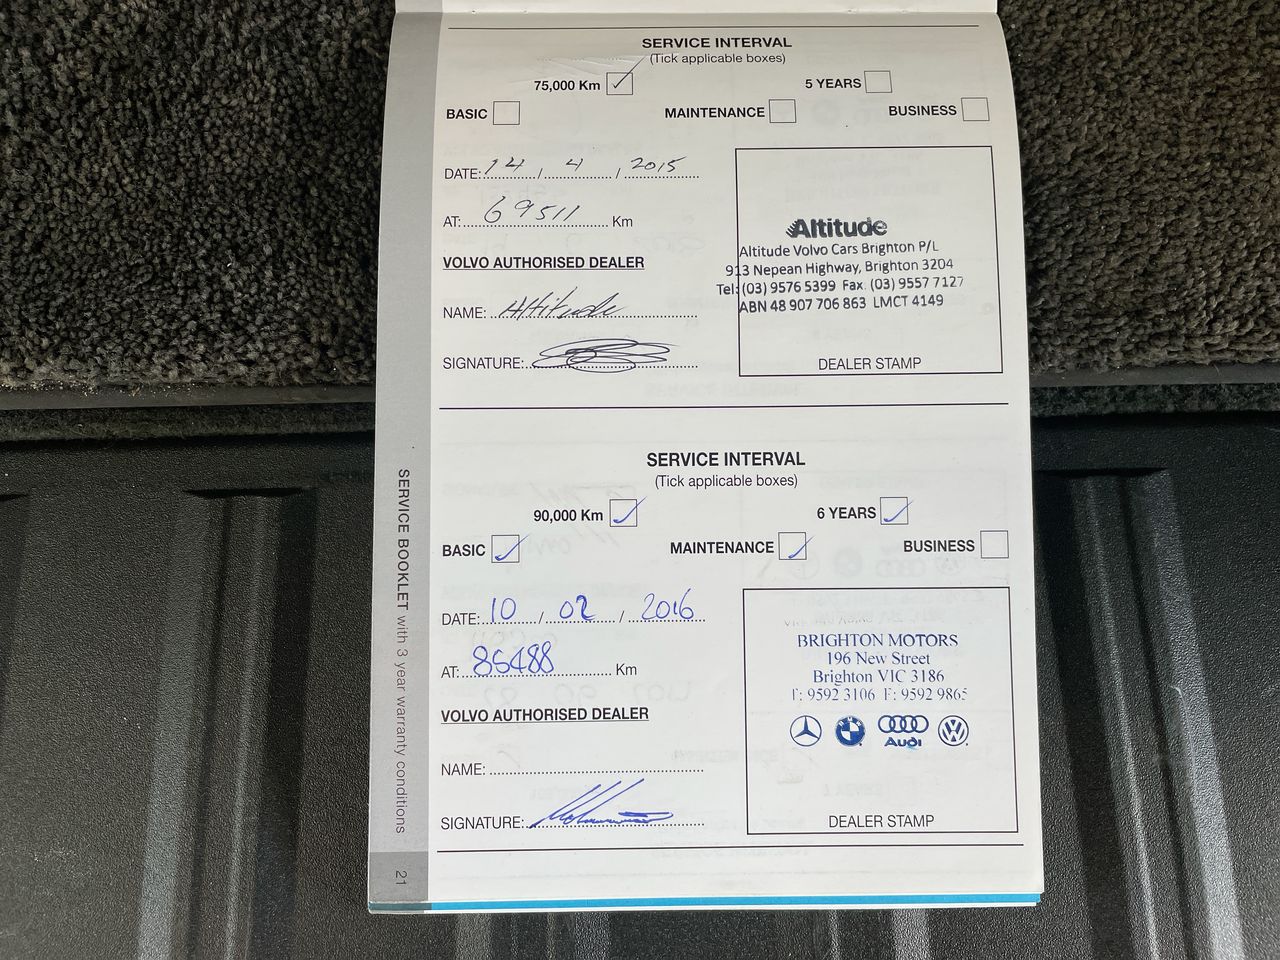 SERVICE INTERVAL
(Tick applicable boxes)
75,000 Km 5 YEARS
BASIC MAINTENANCE BUSINESS
DATE: 14 / 4 / 2015
AT: 69511 Km
VOLVO AUTHORISED DEALER
NAME: Altitude
SIGNATURE:
Altitude
Altitude Volvo Cars Brighton P/L
913 Nepean Highway, Brighton 3204
Tel: (03) 9576 5399 Fax. (03) 9557 7127
ABN 48 907 706 863 LMCT 4149
DEALER STAMP
SERVICE INTERVAL
(Tick applicable boxes)
90,000 Km 6 YEARS
BASIC MAINTENANCE BUSINESS
DATE: 10 / 02 / 2016
AT: 85488 Km
VOLVO AUTHORISED DEALER
NAME:
SIGNATURE:
BRIGHTON MOTORS
196 New Street
Brighton VIC 3186
T: 9592 3106 F: 9592 9865
Audi
DEALER STAMP
SERVICE BOOKLET with 3 year warranty conditions
21